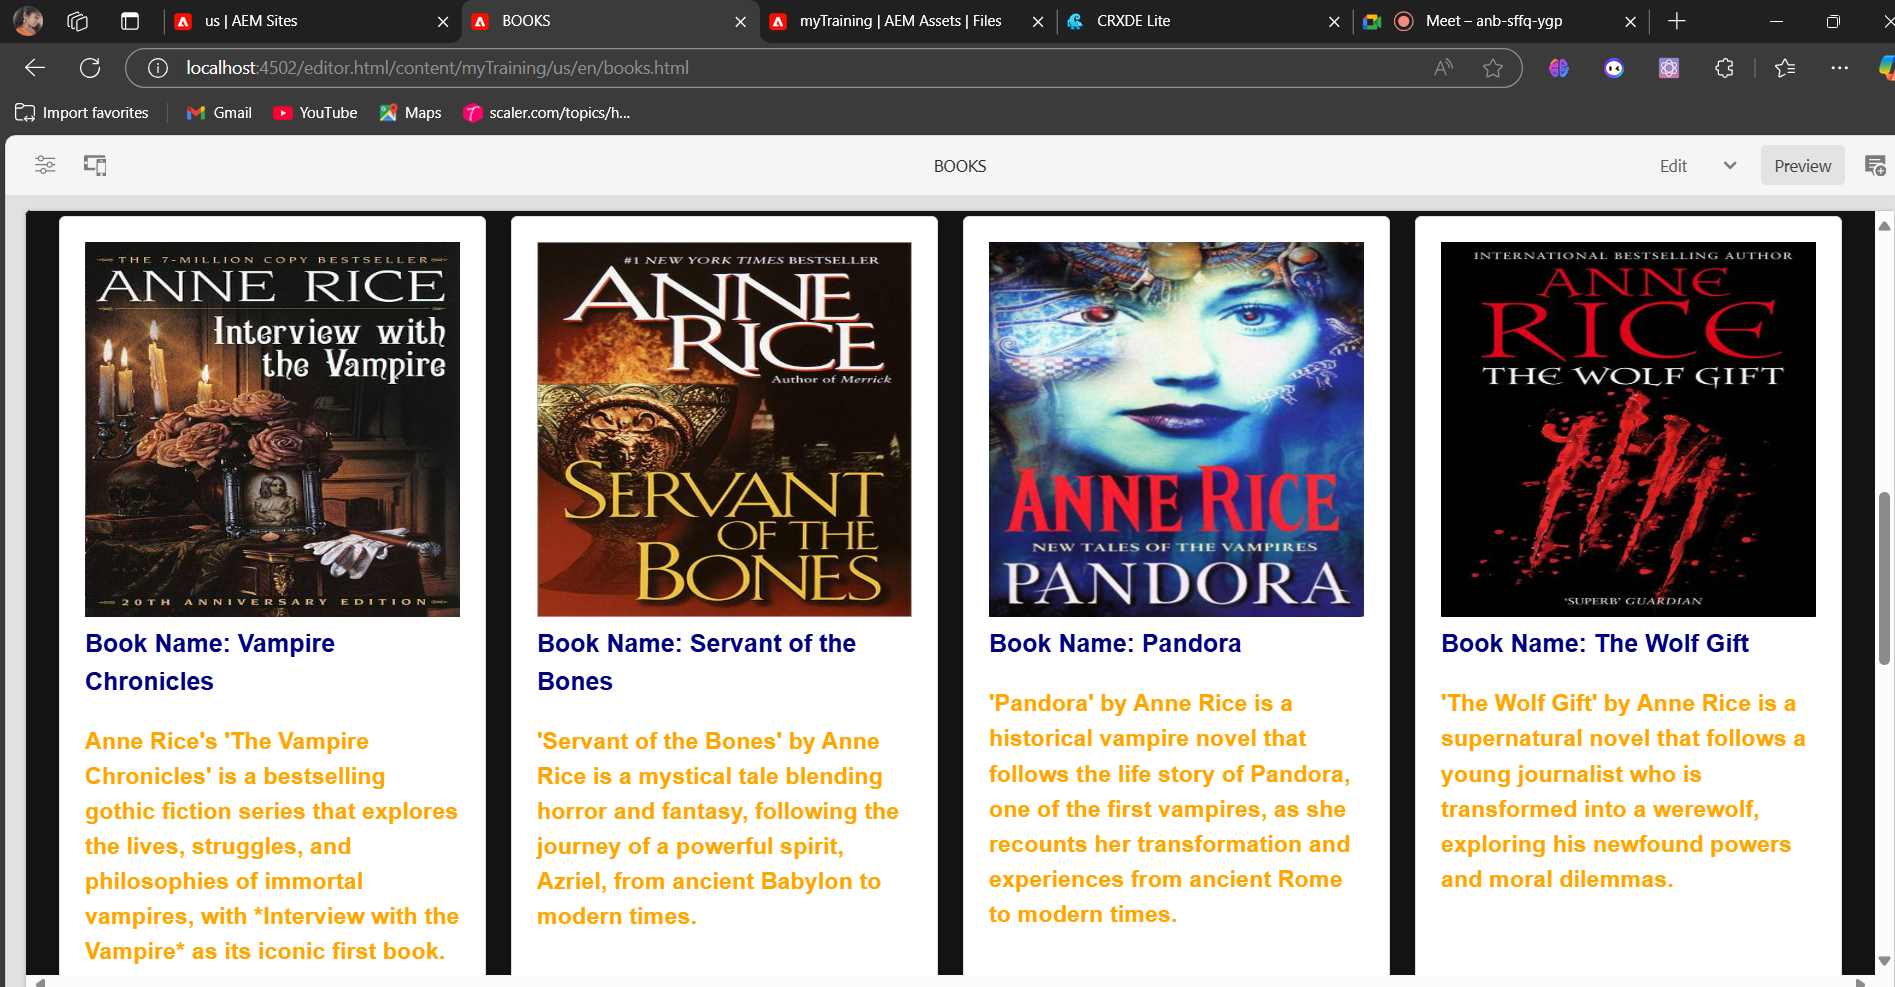 us | AEM Sites
BOOKS
myTraining | AEM Assets | Files
CRXDE Lite
Meet – anb-sffq-ygp
localhost:4502/editor.html/content/myTraining/us/en/books.html
Import favorites
Gmail
YouTube
Maps
scaler.com/topics/h...
BOOKS
Edit
Preview
THE 7-MILLION COPY BESTSELLER
ANNE RICE
Interview with
the Vampire
20TH ANNIVERSARY EDITION
Book Name: Vampire
Chronicles
Anne Rice's 'The Vampire
Chronicles' is a bestselling
gothic fiction series that explores
the lives, struggles, and
philosophies of immortal
vampires, with *Interview with the
Vampire* as its iconic first book.
#1 NEW YORK TIMES BESTSELLER
ANNE
RICE
Author of Merrick
SERVANT
OF THE
BONES
Book Name: Servant of the
Bones
'Servant of the Bones' by Anne
Rice is a mystical tale blending
horror and fantasy, following the
journey of a powerful spirit,
Azriel, from ancient Babylon to
modern times.
ANNE RICE
NEW TALES OF THE VAMPIRES
PANDORA
Book Name: Pandora
'Pandora' by Anne Rice is a
historical vampire novel that
follows the life story of Pandora,
one of the first vampires, as she
recounts her transformation and
experiences from ancient Rome
to modern times.
INTERNATIONAL BESTSELLING AUTHOR
ANNE
RICE
THE WOLF GIFT
'SUPERB' GUARDIAN
Book Name: The Wolf Gift
'The Wolf Gift' by Anne Rice is a
supernatural novel that follows a
young journalist who is
transformed into a werewolf,
exploring his newfound powers
and moral dilemmas.